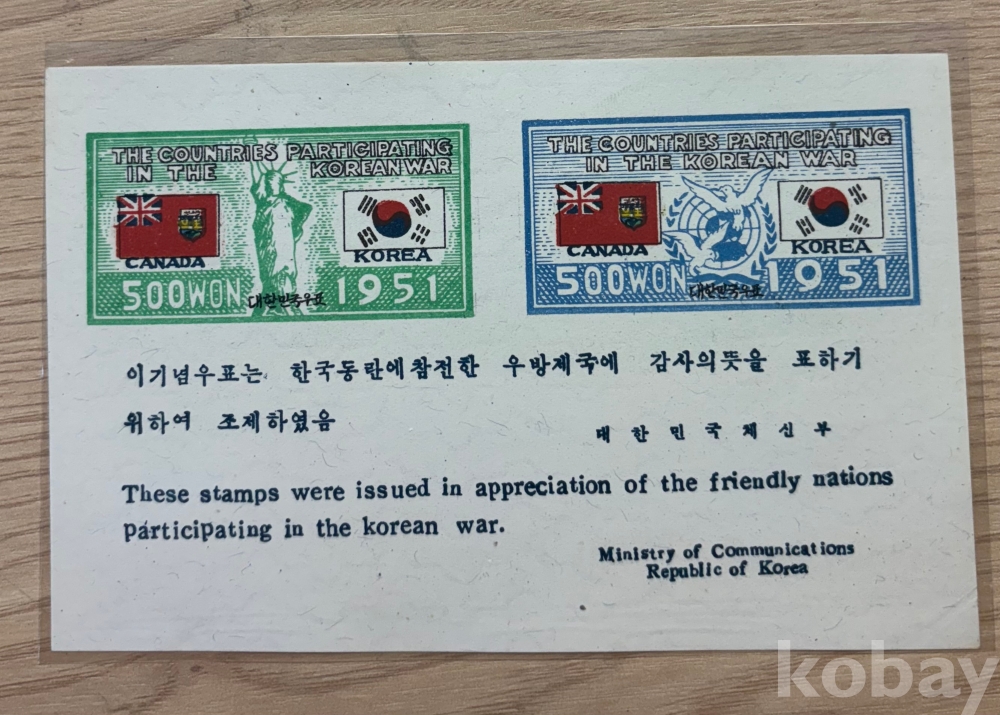 THE COUNTRIES PARTICIPATING
IN THE KOREAN WAR
CANADA
KOREA
500WON
대한민국우표
1951
THE COUNTRIES PARTICIPATING
IN THE KOREAN WAR
CANADA
KOREA
500WON
대한민국우표
1951
이기념우표는 한국동란에참전한 우방제국에 감사의뜻을 표하기
위하여 조제하였음
대한민국체신부
These stamps were issued in appreciation of the friendly nations
participating in the korean war.
Ministry of Communications
Republic of Korea
kobay